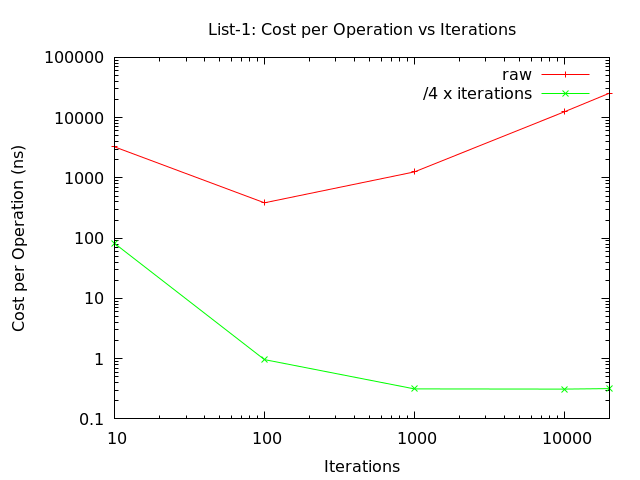 List-1: Cost per Operation vs Iterations
raw
/4 x iterations
100000
10000
1000
100
10
1
0.1
Cost per Operation (ns)
10
100
1000
10000
Iterations